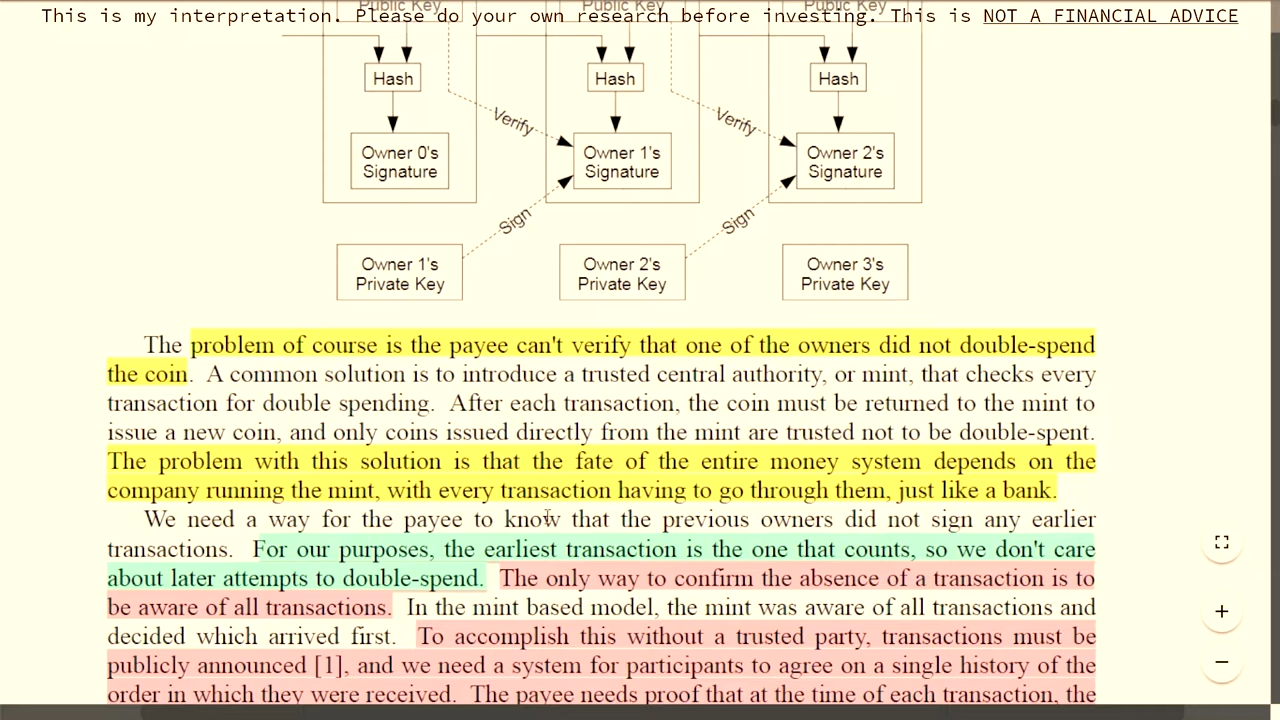 Public Key Public Key Public Key
This is my interpretation. Please do your own research before investing. This is NOT A FINANCIAL ADVICE
Hash Hash Hash
Verify Verify
Owner 0's Owner 1's Owner 2's
Signature Signature Signature
Sign Sign
Owner 1's Owner 2's Owner 3's
Private Key Private Key Private Key
The problem of course is the payee can't verify that one of the owners did not double-spend
the coin. A common solution is to introduce a trusted central authority, or mint, that checks every
transaction for double spending. After each transaction, the coin must be returned to the mint to
issue a new coin, and only coins issued directly from the mint are trusted not to be double-spent.
The problem with this solution is that the fate of the entire money system depends on the
company running the mint, with every transaction having to go through them, just like a bank.
We need a way for the payee to know that the previous owners did not sign any earlier
transactions. For our purposes, the earliest transaction is the one that counts, so we don't care
about later attempts to double-spend. The only way to confirm the absence of a transaction is to
be aware of all transactions. In the mint based model, the mint was aware of all transactions and
decided which arrived first. To accomplish this without a trusted party, transactions must be
publicly announced [1], and we need a system for participants to agree on a single history of the
order in which they were received. The payee needs proof that at the time of each transaction, the